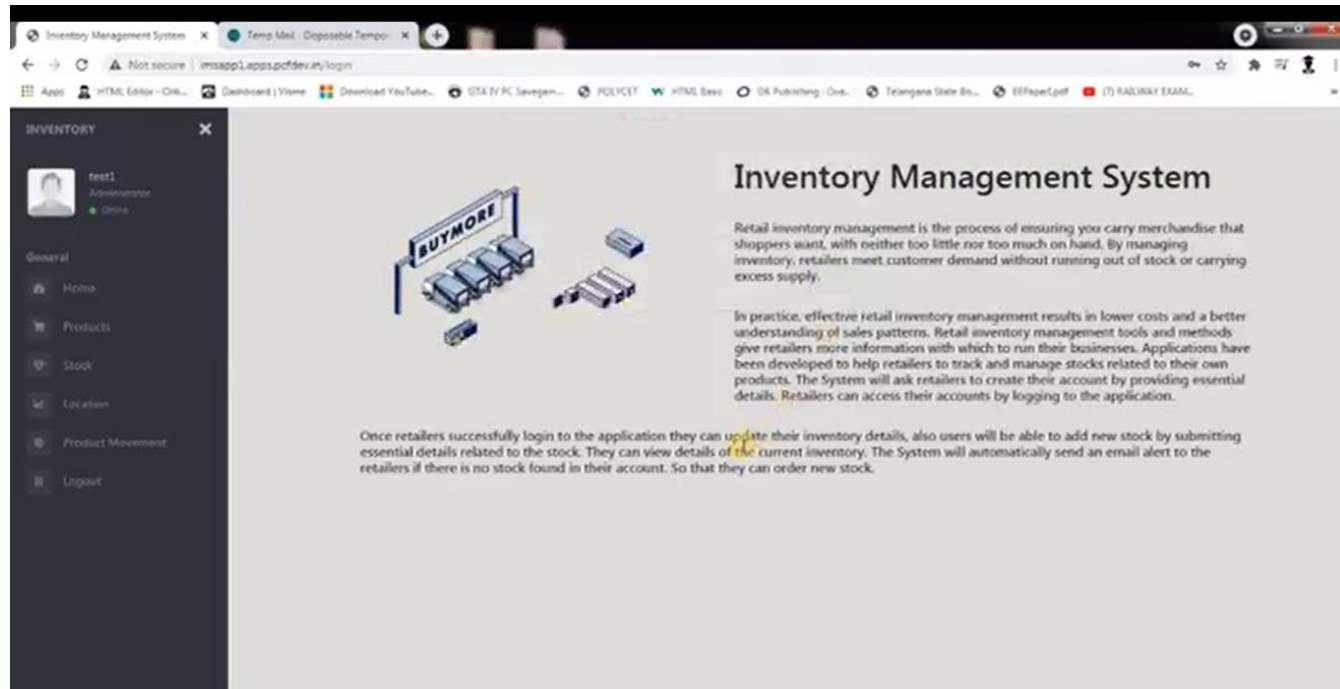 Inventory Management System
Temp Mail - Disposable Tempo
Not secure | imsapp1.apps.pcfdev.in/login
Apps
HTML Editor - Onli...
Dashboard | Visme
Download YouTube...
GTA IV PC Savegam...
POLYCET
HTML Basic
GK Publishing - One...
Telangana State Bo...
EEPaperI.pdf
(7) RAILWAY EXAM...
INVENTORY
test1
Administrator
Online
General
Home
Products
Stock
Location
Product Movement
Logout
BUYMORE
Inventory Management System
Retail inventory management is the process of ensuring you carry merchandise that
shoppers want, with neither too little nor too much on hand. By managing
inventory, retailers meet customer demand without running out of stock or carrying
excess supply.
In practice, effective retail inventory management results in lower costs and a better
understanding of sales patterns. Retail inventory management tools and methods
give retailers more information with which to run their businesses. Applications have
been developed to help retailers to track and manage stocks related to their own
products. The System will ask retailers to create their account by providing essential
details. Retailers can access their accounts by logging to the application.
Once retailers successfully login to the application they can update their inventory details, also users will be able to add new stock by submitting
essential details related to the stock. They can view details of the current inventory. The System will automatically send an email alert to the
retailers if there is no stock found in their account. So that they can order new stock.